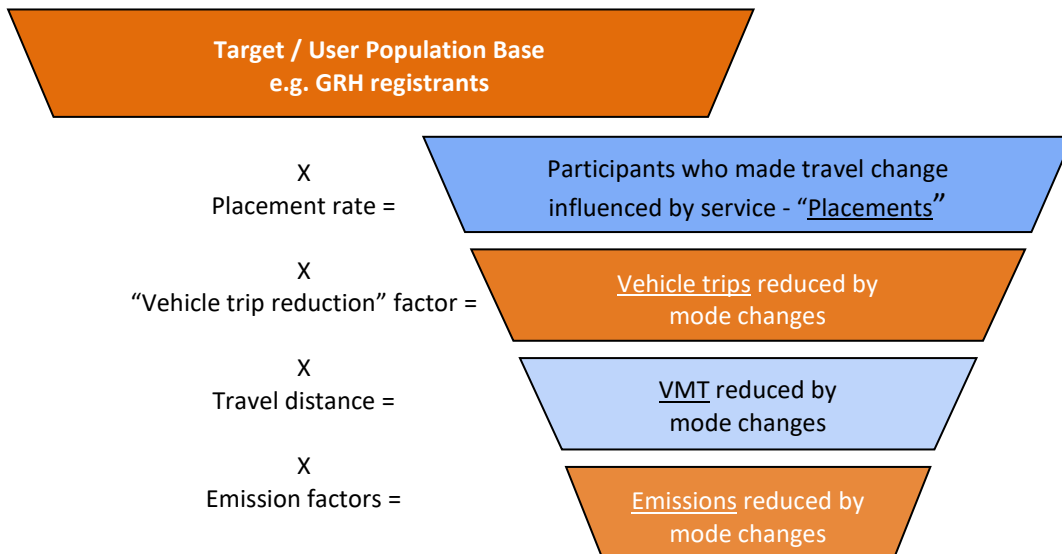 Target / User Population Base
e.g. GRH registrants
X
Placement rate =
Participants who made travel change
influenced by service - “Placements”
X
“Vehicle trip reduction” factor =
Vehicle trips reduced by
mode changes
X
Travel distance =
VMT reduced by
mode changes
X
Emission factors =
Emissions reduced by
mode changes